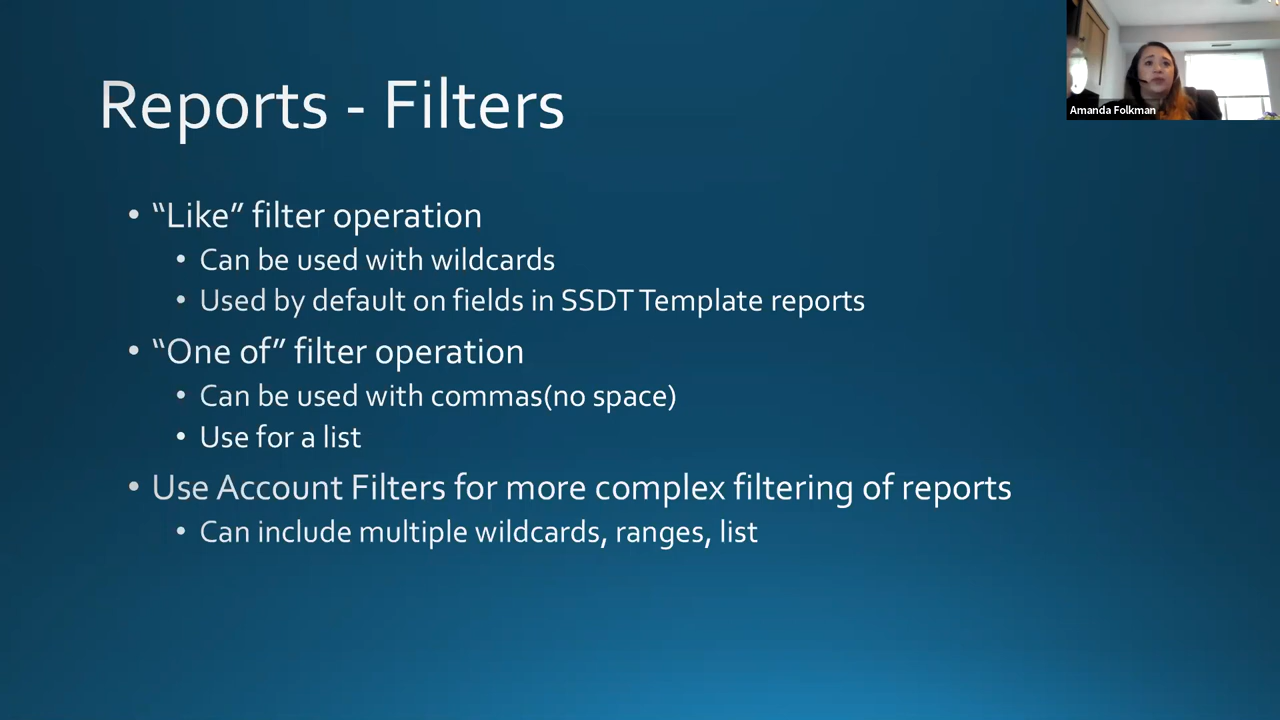 Reports - Filters
Amanda Folkman
• “Like” filter operation
• Can be used with wildcards
• Used by default on fields in SSDT Template reports
• “One of” filter operation
• Can be used with commas(no space)
• Use for a list
• Use Account Filters for more complex filtering of reports
• Can include multiple wildcards, ranges, list